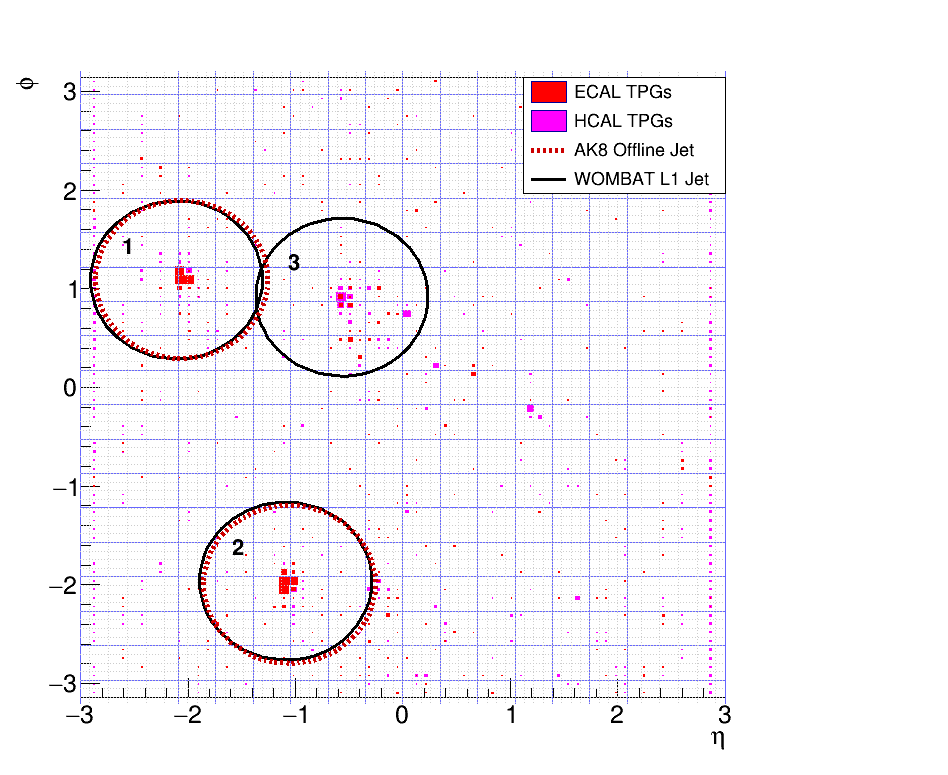 ϕ
3
2
1
0
−1
−2
−3
ECAL TPGs
HCAL TPGs
AK8 Offline Jet
WOMBAT L1 Jet
1
3
2
−3 −2 −1 0 1 2 3
η